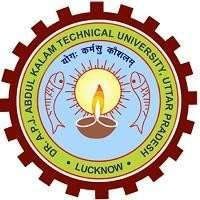 DR. A.P.J. ABDUL KALAM TECHNICAL UNIVERSITY, UTTAR PRADESH
योगः कर्मसु कौशलम्
LUCKNOW